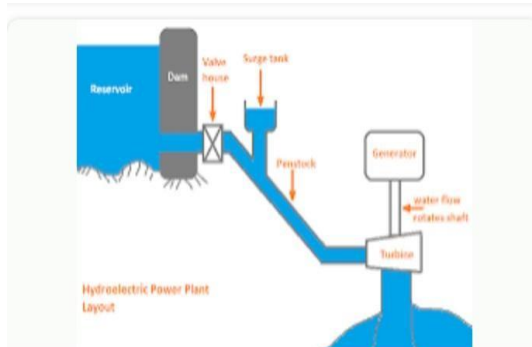 Reservoir
Dam
Valve
house
Surge tank
Penstock
Generator
water flow
rotates shaft
Turbine
Hydroelectric Power Plant
Layout